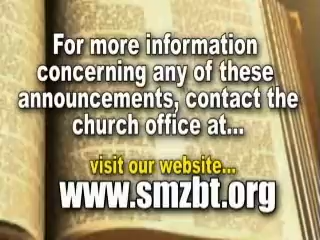 For more information
concerning any of these
announcements, contact the
church office at...
visit our website...
www.smzbt.org